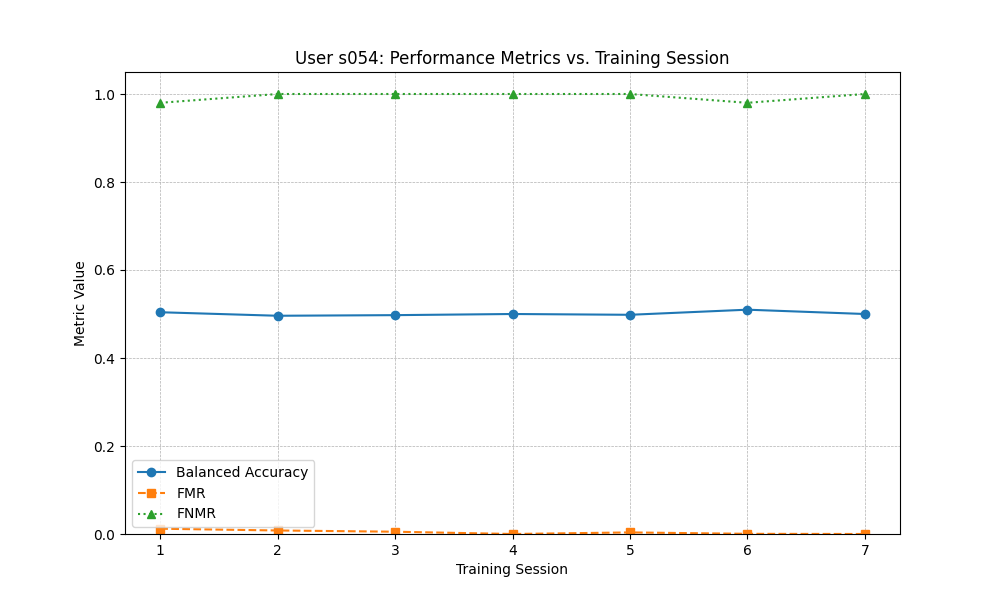 User s054: Performance Metrics vs. Training Session
Metric Value
1.0
0.8
0.6
0.4
0.2
0.0
Balanced Accuracy
FMR
FNMR
1 2 3 4 5 6 7
Training Session